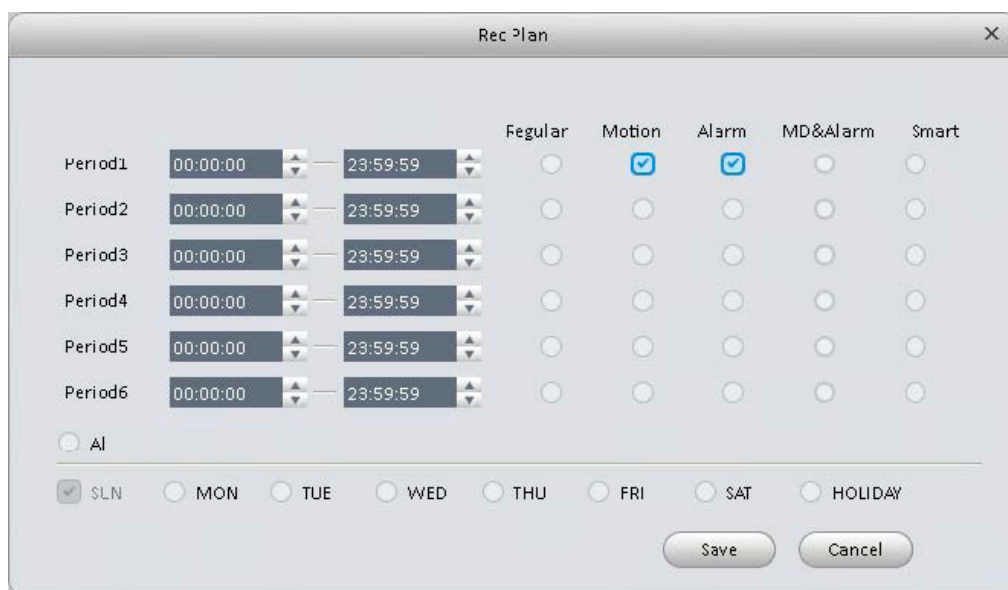 Rec Plan
Fegular Motion Alarm MD&Alarm Smart
Period1 00:00:00 — 23:59:59
Period2 00:00:00 — 23:59:59
Period3 00:00:00 — 23:59:59
Period4 00:00:00 — 23:59:59
Period5 00:00:00 — 23:59:59
Period6 00:00:00 — 23:59:59
Al
SLN MON TUE WED THU FRI SAT HOLIDAY
Save Cancel